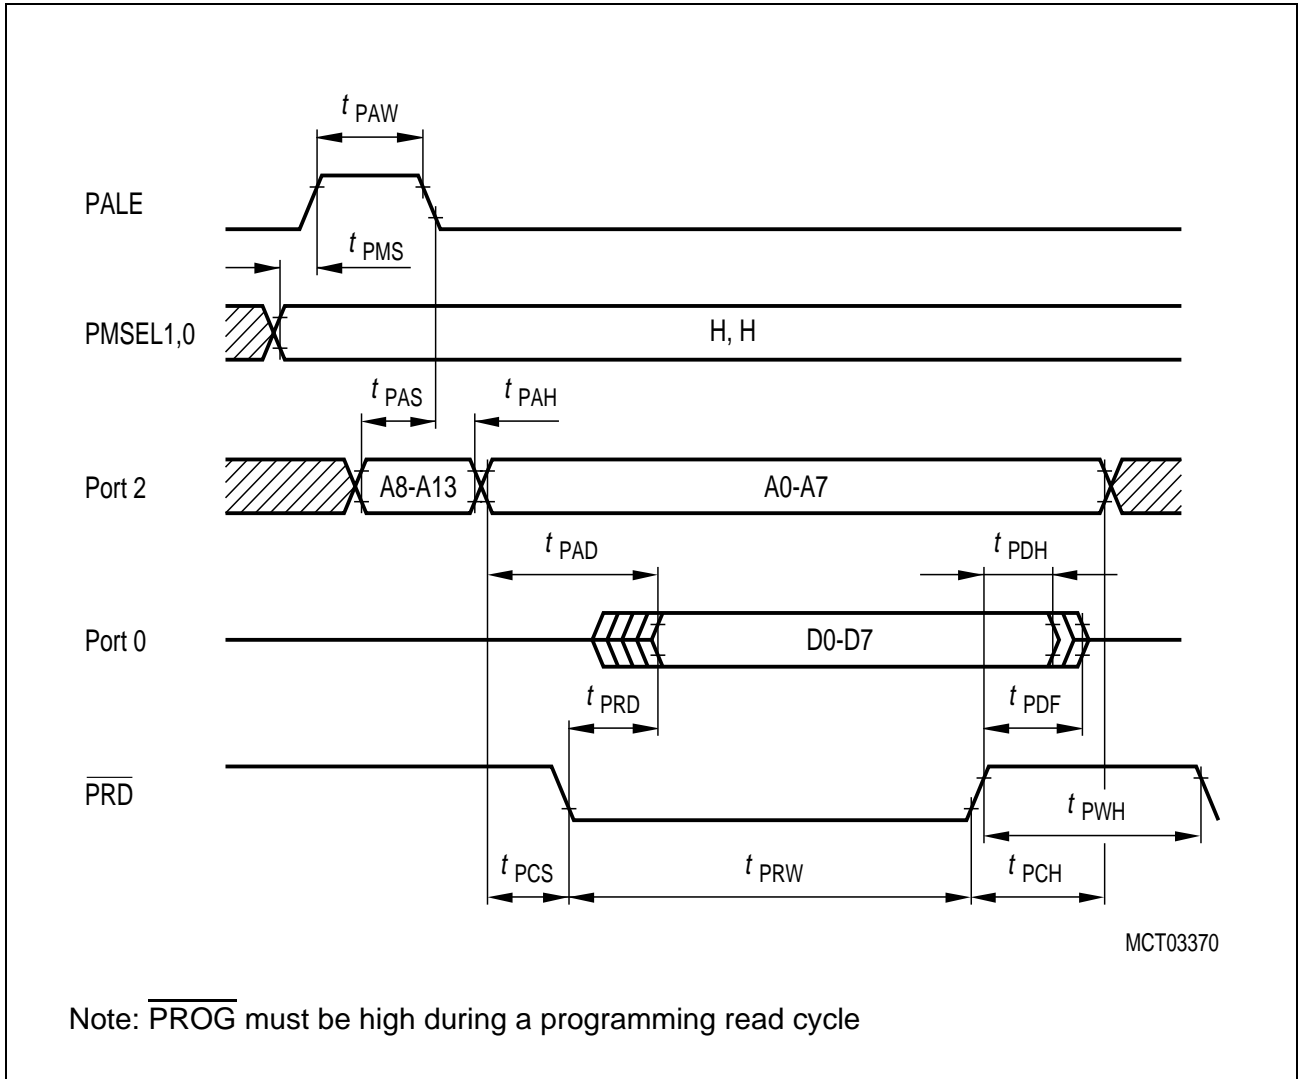 t PAW
PALE
t PMS
PMSEL1,0
H, H
t PAS
t PAH
Port 2
A8-A13
A0-A7
t PAD
t PDH
Port 0
D0-D7
t PRD
t PDF
PRD
t PWH
t PCS
t PRW
t PCH
MCT03370
Note: PROG must be high during a programming read cycle